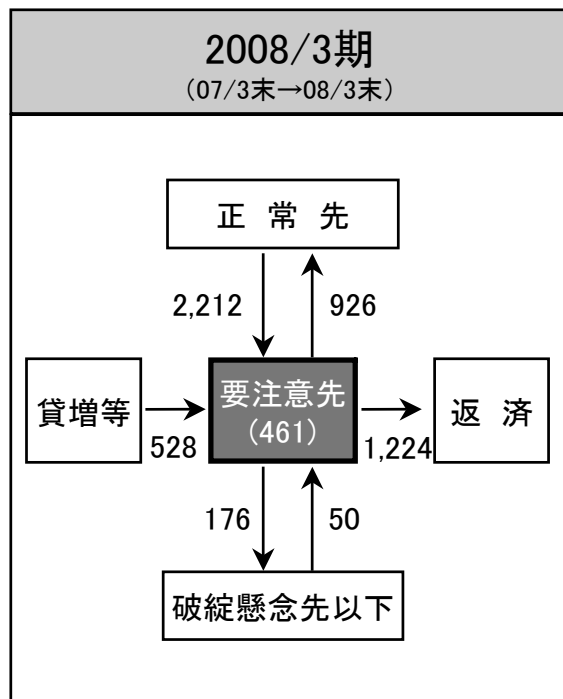 2008/3期
(07/3末→08/3末)
正 常 先
2,212
926
貸増等
528
要注意先
(461)
1,224
返 済
176
50
破綻懸念先以下